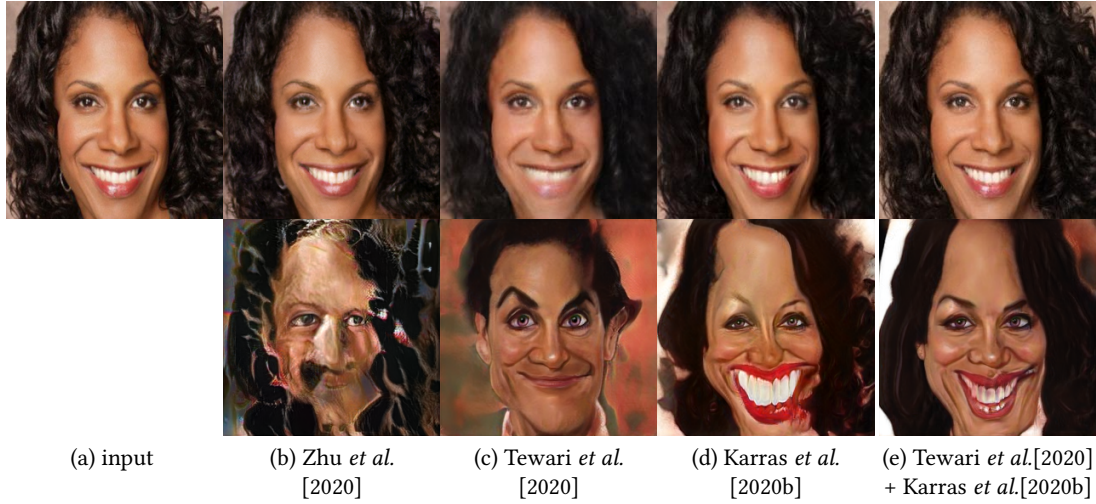 (a) input
(b) Zhu et al.
[2020]
(c) Tewari et al.
[2020]
(d) Karras et al.
[2020b]
(e) Tewari et al.[2020]
+ Karras et al.[2020b]